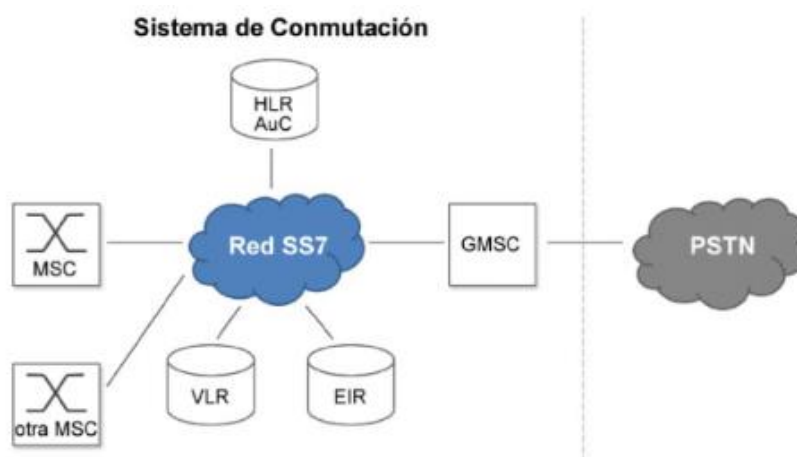 Sistema de Conmutación
HLR
AuC
MSC
Red SS7
GMSC
PSTN
otra MSC
VLR
EIR